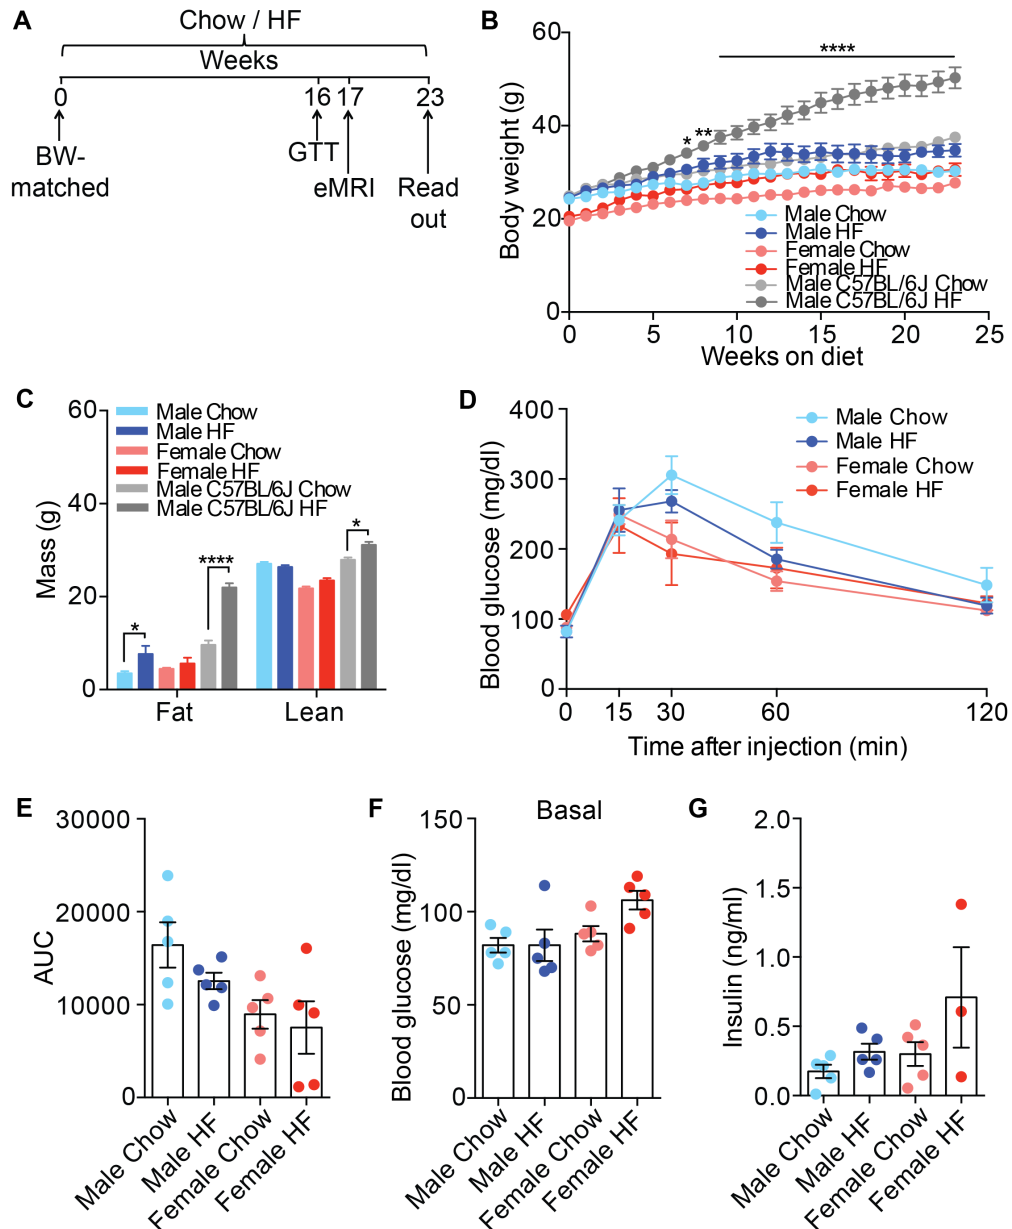 A
Chow / HF
Weeks
0
16 17
23
BW-
matched
GTT
eMRI
Read
out
B
Body weight (g)
60
40
20
0
****
*
**
Male Chow
Male HF
Female Chow
Female HF
Male C57BL/6J Chow
Male C57BL/6J HF
0
5
10
15
20
25
Weeks on diet
C
Mass (g)
60
40
20
0
Male Chow
Male HF
Female Chow
Female HF
Male C57BL/6J Chow
Male C57BL/6J HF
*
****
*
Fat
Lean
D
Blood glucose (mg/dl)
400
300
200
100
0
Male Chow
Male HF
Female Chow
Female HF
0
15
30
60
120
Time after injection (min)
E
AUC
30000
20000
10000
0
Male Chow
Male HF
Female Chow
Female HF
F
Basal
Blood glucose (mg/dl)
150
100
50
0
Male Chow
Male HF
Female Chow
Female HF
G
Insulin (ng/ml)
2.0
1.5
1.0
0.5
0.0
Male Chow
Male HF
Female Chow
Female HF